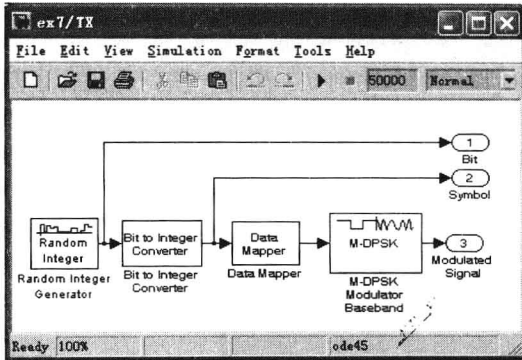 ex7/TX
File Edit View Simulation Format Tools Help
50000 Normal
1
Bit
2
Symbol
Random
Integer
Random Integer
Generator
Bit to Integer
Converter
Bit to Integer
Converter
Data
Mapper
Data Mapper
M-DPSK
M-DPSK
Modulator
Baseband
3
Modulated
Signal
Ready 100% ode45